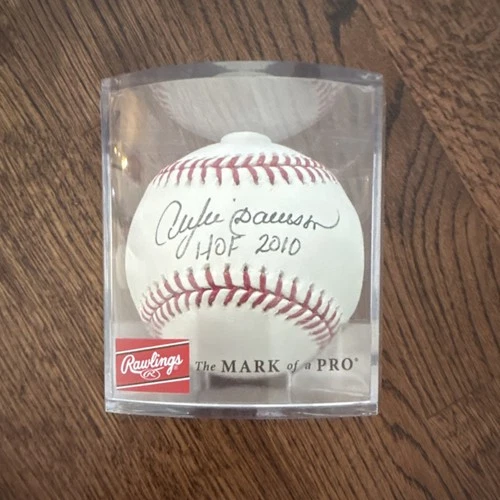 Andre Dawson
HOF 2010
Rawlings
R
The MARK of a PRO®